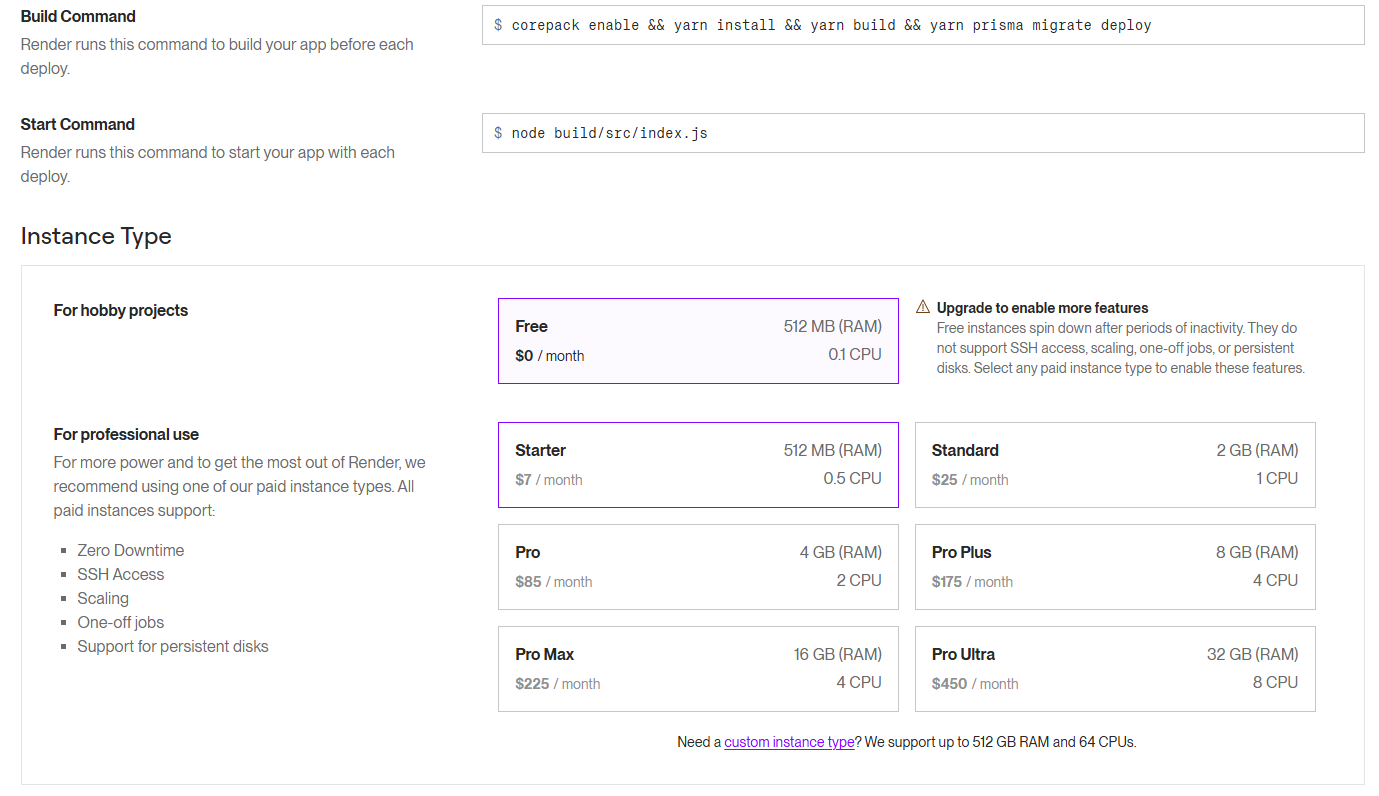 Build Command
Render runs this command to build your app before each
deploy.
$ corepack enable && yarn install && yarn build && yarn prisma migrate deploy
Start Command
Render runs this command to start your app with each
deploy.
$ node build/src/index.js
Instance Type
For hobby projects
Free
512 MB (RAM)
$0 / month
0.1 CPU
Upgrade to enable more features
Free instances spin down after periods of inactivity. They do
not support SSH access, scaling, one-off jobs, or persistent
disks. Select any paid instance type to enable these features.
For professional use
For more power and to get the most out of Render, we
recommend using one of our paid instance types. All
paid instances support:
Zero Downtime
SSH Access
Scaling
One-off jobs
Support for persistent disks
Starter
512 MB (RAM)
$7 / month
0.5 CPU
Standard
2 GB (RAM)
$25 / month
1 CPU
Pro
4 GB (RAM)
$85 / month
2 CPU
Pro Plus
8 GB (RAM)
$175 / month
4 CPU
Pro Max
16 GB (RAM)
$225 / month
4 CPU
Pro Ultra
32 GB (RAM)
$450 / month
8 CPU
Need a custom instance type? We support up to 512 GB RAM and 64 CPUs.